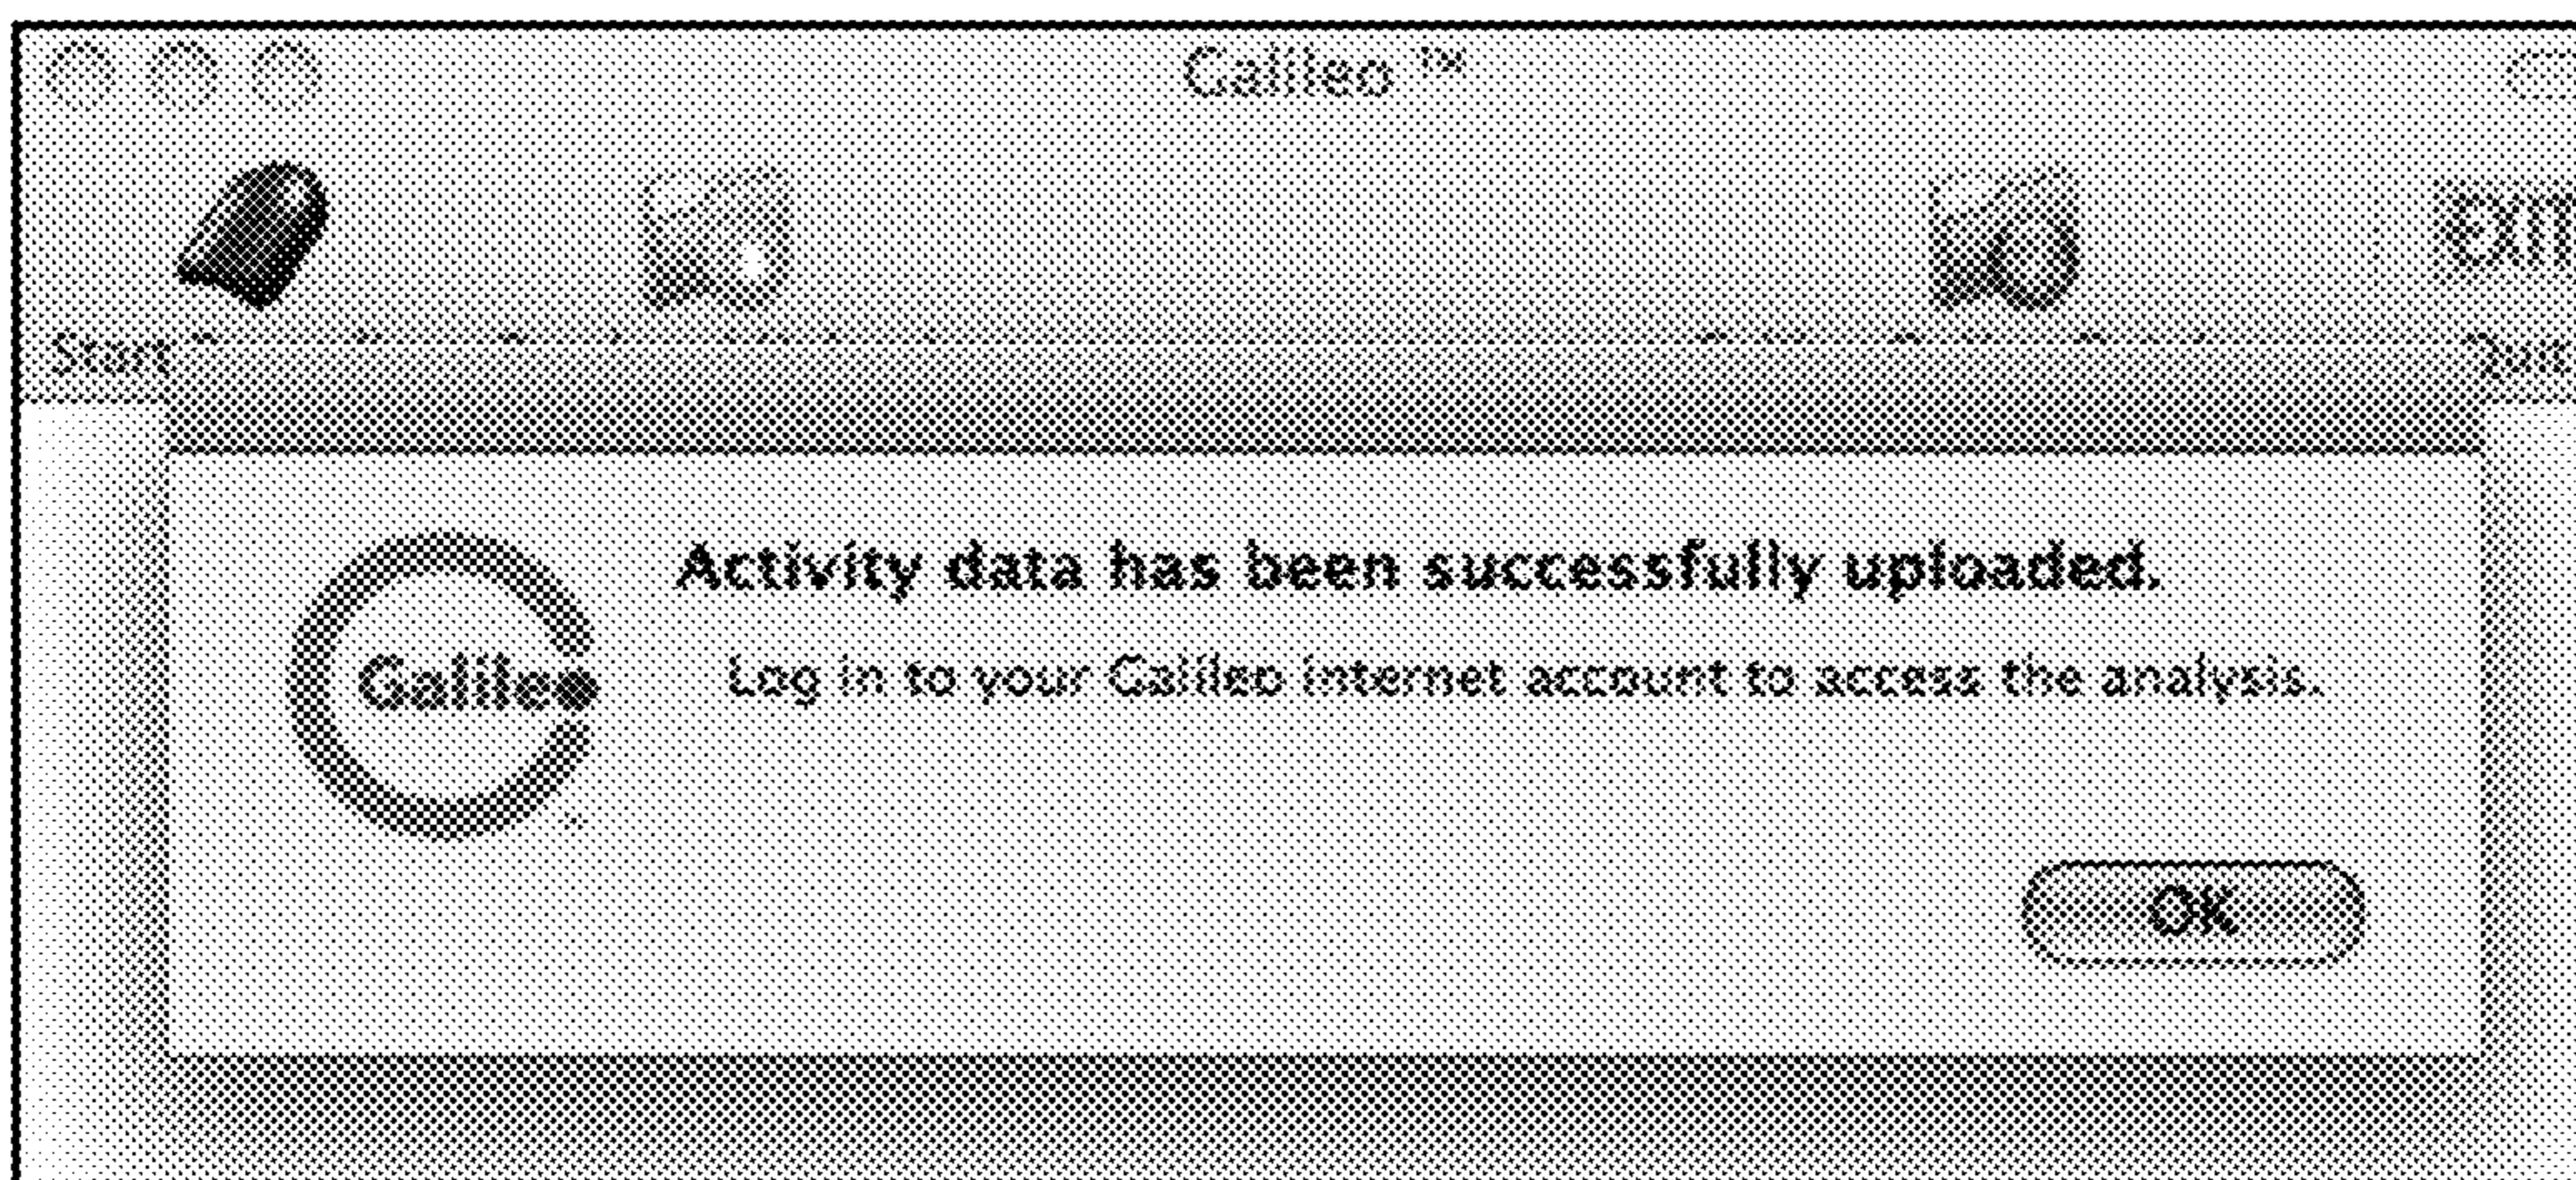 Galileo ™
Start
Activity data has been successfully uploaded.
Galileo
Log in to your Galileo internet account to access the analysis.
OK